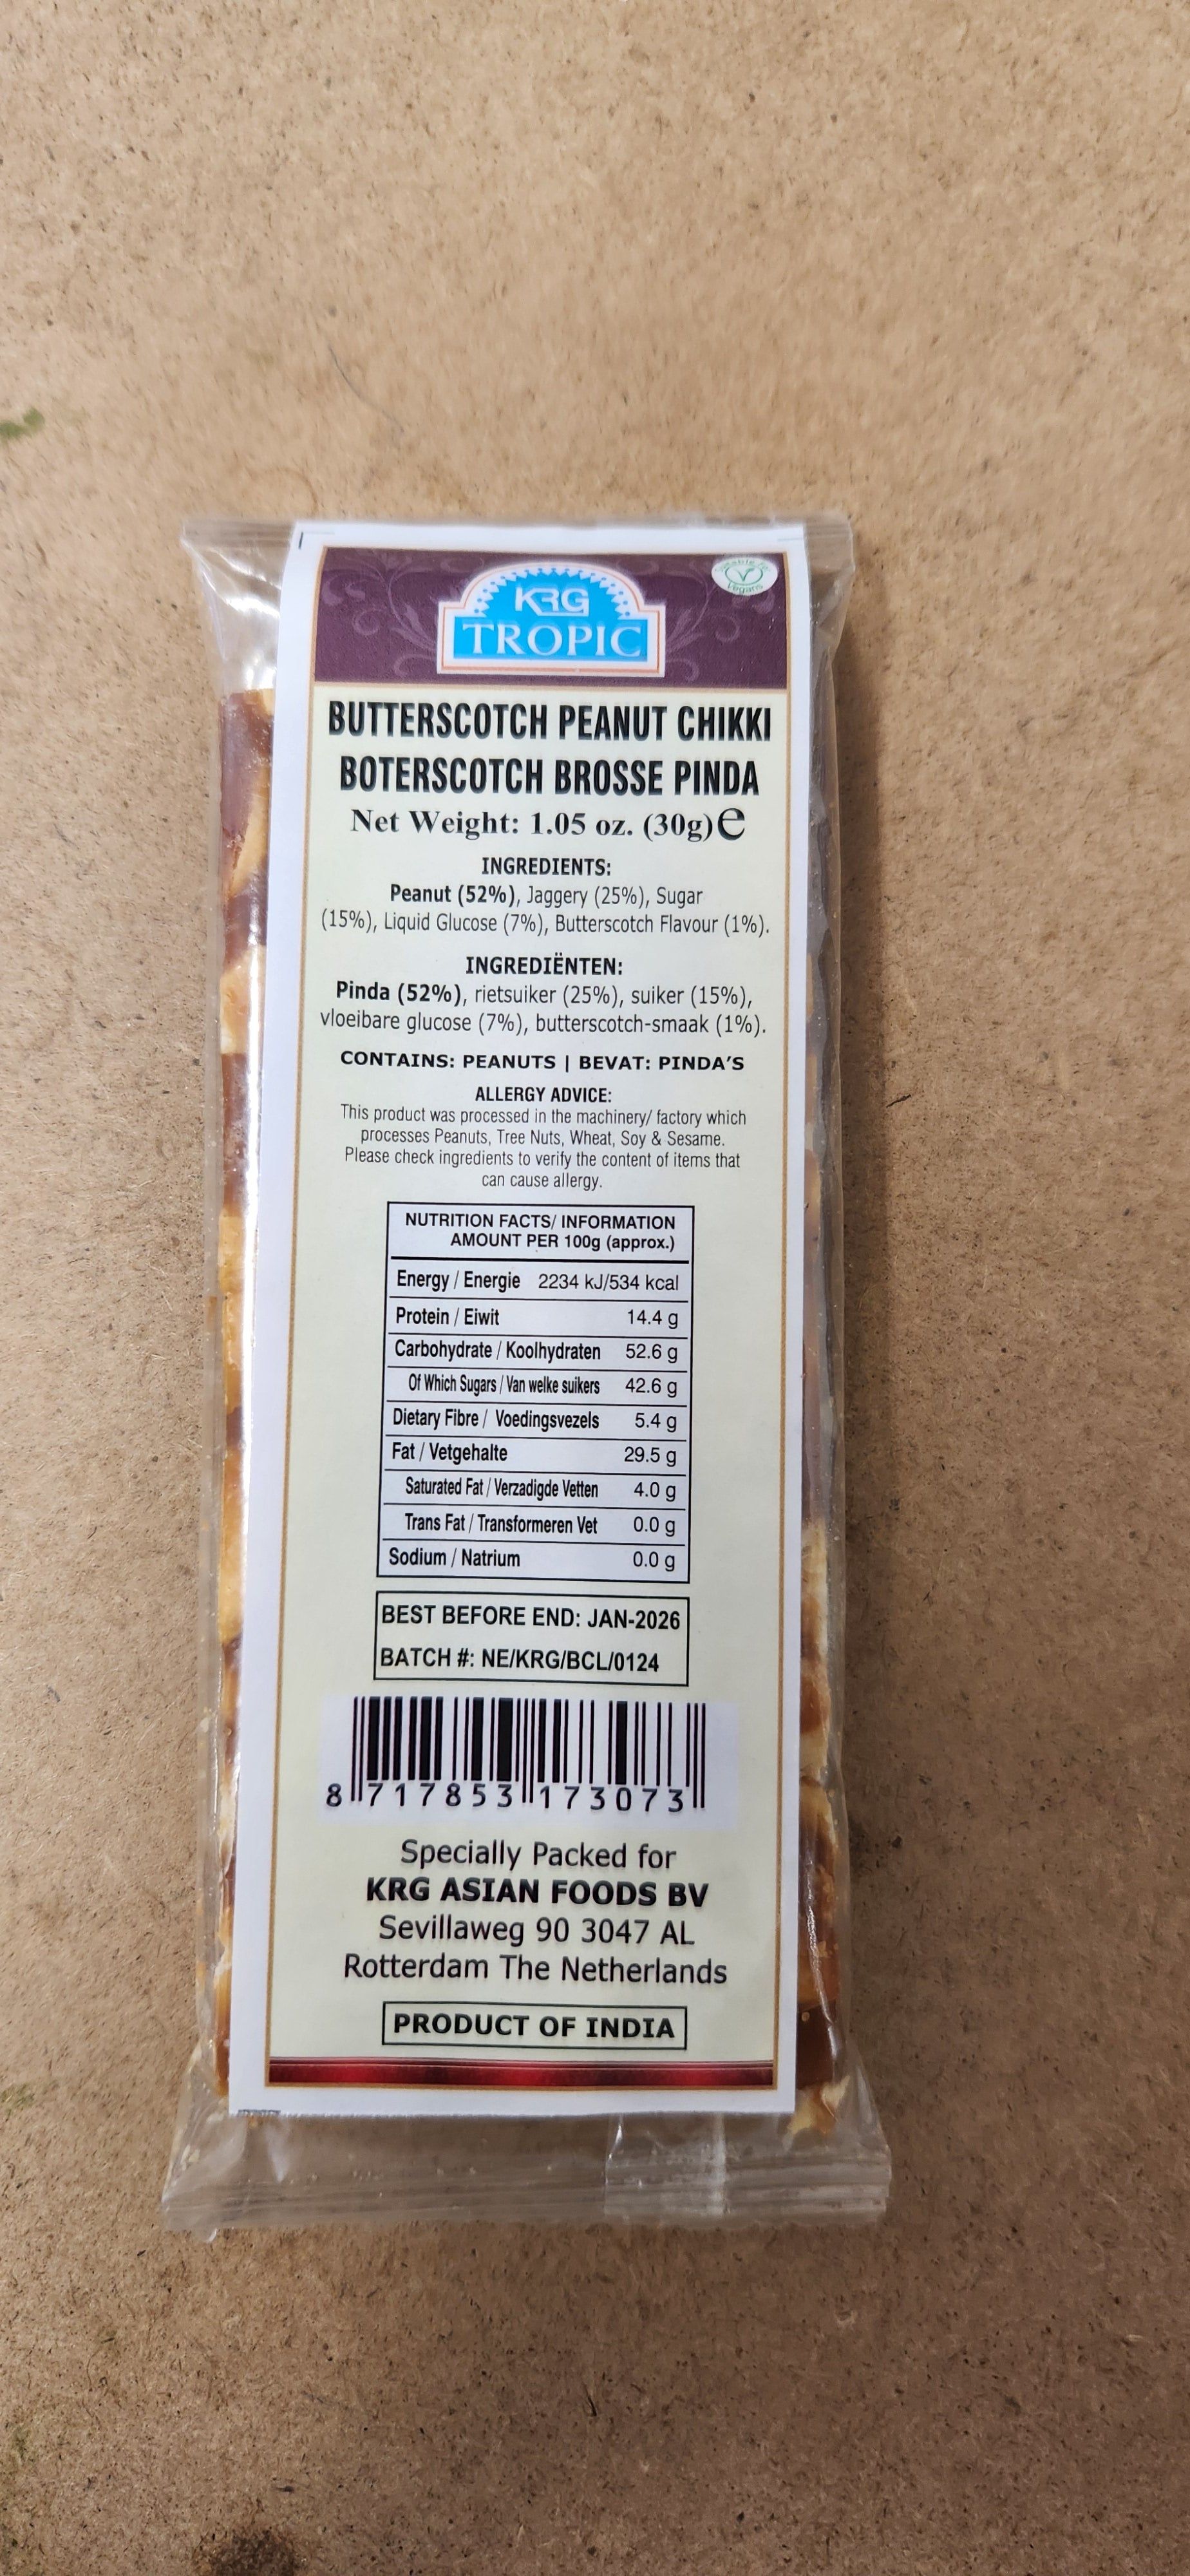 KRG
TROPIC
Suitable for
Vegans
BUTTERSCOTCH PEANUT CHIKKI
BOTERSCOTCH BROSSE PINDA
Net Weight: 1.05 oz. (30g)℮
INGREDIENTS:
Peanut (52%), Jaggery (25%), Sugar
(15%), Liquid Glucose (7%), Butterscotch Flavour (1%).
INGREDIËNTEN:
Pinda (52%), rietsuiker (25%), suiker (15%),
vloeibare glucose (7%), butterscotch-smaak (1%).
CONTAINS: PEANUTS | BEVAT: PINDA'S
ALLERGY ADVICE:
This product was processed in the machinery/ factory which
processes Peanuts, Tree Nuts, Wheat, Soy & Sesame.
Please check ingredients to verify the content of items that
can cause allergy.
NUTRITION FACTS/ INFORMATION
AMOUNT PER 100g (approx.)
Energy / Energie 2234 kJ/534 kcal
Protein / Eiwit 14.4 g
Carbohydrate / Koolhydraten 52.6 g
Of Which Sugars / Van welke suikers 42.6 g
Dietary Fibre / Voedingsvezels 5.4 g
Fat / Vetgehalte 29.5 g
Saturated Fat / Verzadigde Vetten 4.0 g
Trans Fat / Transformeren Vet 0.0 g
Sodium / Natrium 0.0 g
BEST BEFORE END: JAN-2026
BATCH #: NE/KRG/BCL/0124
8 717853 173073
Specially Packed for
KRG ASIAN FOODS BV
Sevillaweg 90 3047 AL
Rotterdam The Netherlands
PRODUCT OF INDIA